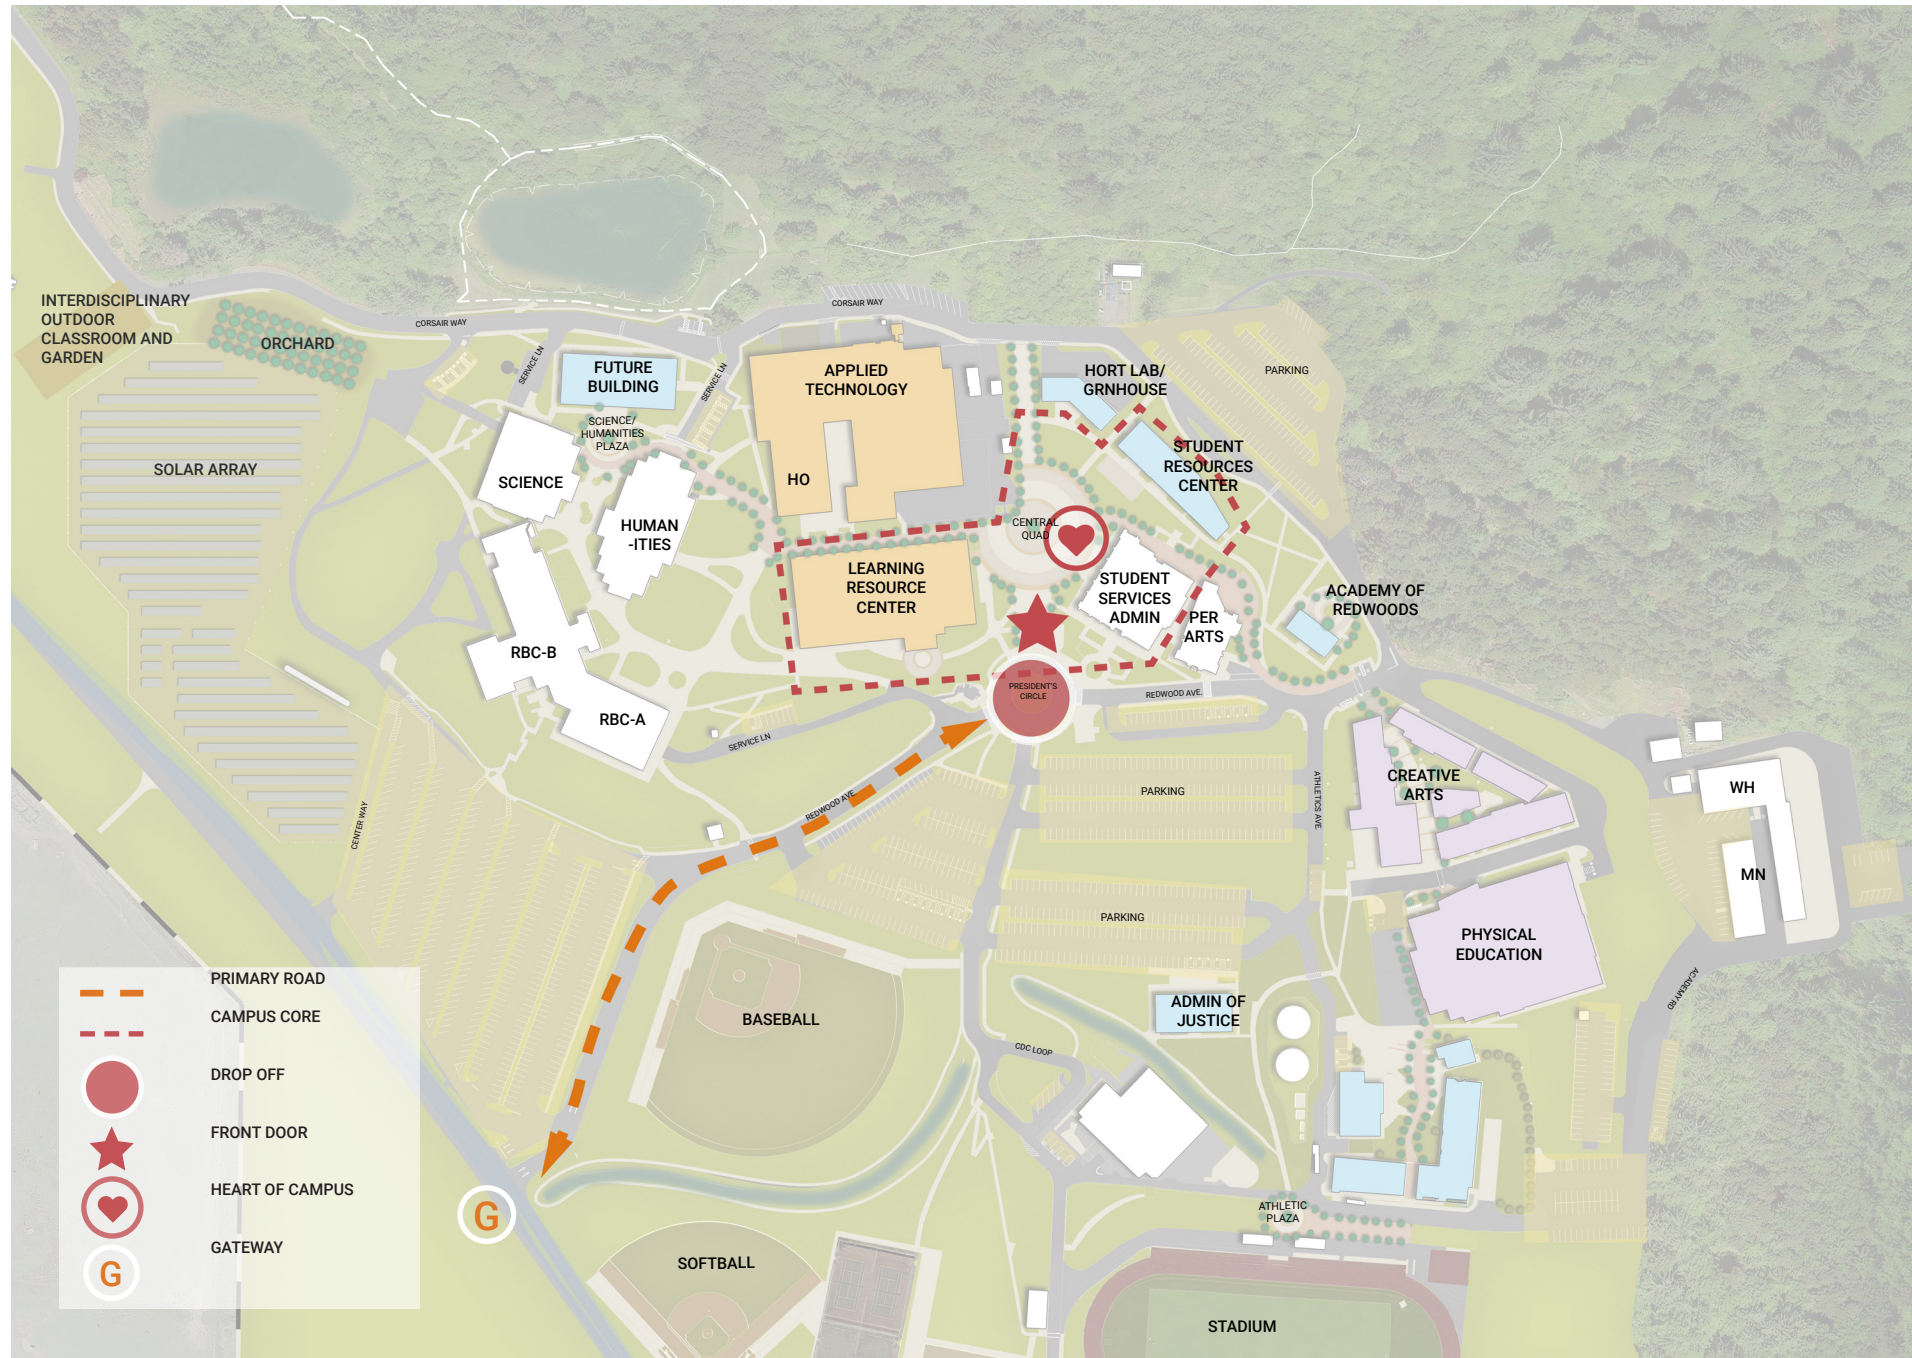 CORSAIR WAY
INTERDISCIPLINARY
OUTDOOR
CLASSROOM AND
GARDEN
ORCHARD
CORSAIR WAY
SERVICE LN
FUTURE
BUILDING
SERVICE LN
APPLIED
TECHNOLOGY
HORT LAB/
GRNHOUSE
PARKING
SCIENCE/
HUMANITIES
PLAZA
SOLAR ARRAY
SCIENCE
HO
STUDENT
RESOURCES
CENTER
HUMAN
-ITIES
CENTRAL
QUAD
LEARNING
RESOURCE
CENTER
STUDENT
SERVICES
ADMIN
PER
ARTS
ACADEMY OF
REDWOODS
RBC-B
RBC-A
PRESIDENT'S
CIRCLE
REDWOOD AVE.
SERVICE LN
REDWOOD AVE.
CENTER WAY
PARKING
ATHLETICS AVE.
CREATIVE
ARTS
WH
MN
PARKING
PHYSICAL
EDUCATION
ACADEMY RD
BASEBALL
ADMIN OF
JUSTICE
CDC LOOP
ATHLETIC
PLAZA
G
SOFTBALL
STADIUM
PRIMARY ROAD
CAMPUS CORE
DROP OFF
FRONT DOOR
HEART OF CAMPUS
GATEWAY
G